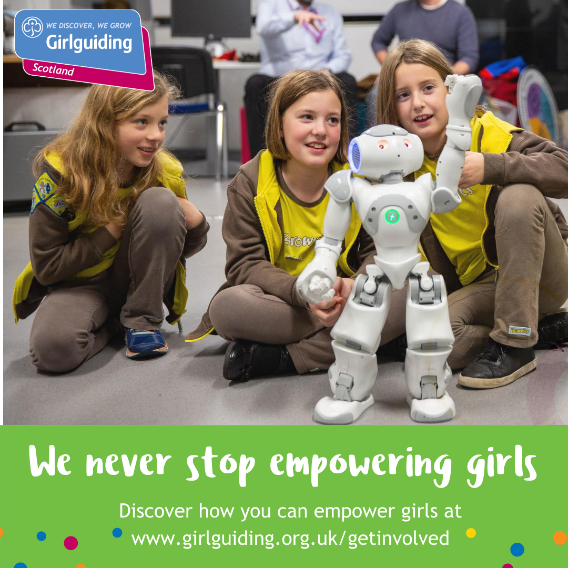 WE DISCOVER, WE GROW
Girlguiding
Scotland
We never stop empowering girls
Discover how you can empower girls at
www.girlguiding.org.uk/getinvolved